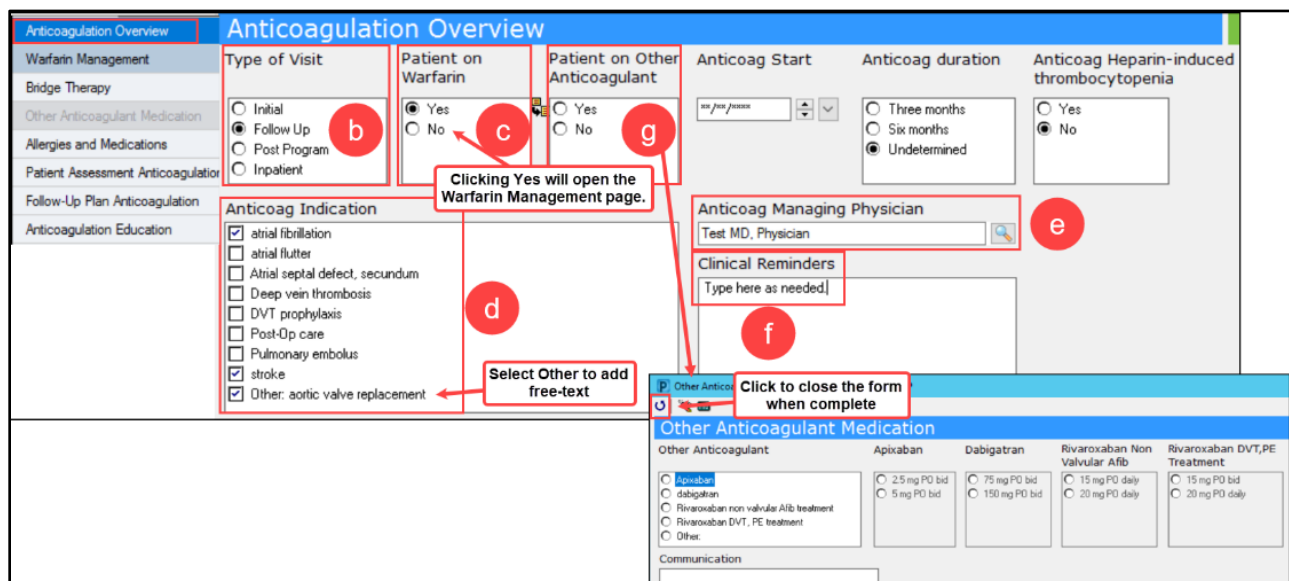 Anticoagulation Overview
Warfarin Management
Bridge Therapy
Other Anticoagulant Medication
Allergies and Medications
Patient Assessment Anticoagulation
Follow-Up Plan Anticoagulation
Anticoagulation Education
Anticoagulation Overview
Type of Visit
Initial
Follow Up
Post Program
Inpatient
b
Patient on
Warfarin
Yes
No
c
Clicking Yes will open the
Warfarin Management page.
Patient on Other
Anticoagulant
Yes
No
g
Anticoag Start
**/**/****
Anticoag duration
Three months
Six months
Undetermined
Anticoag Heparin-induced
thrombocytopenia
Yes
No
Anticoag Indication
atrial fibrillation
atrial flutter
Atrial septal defect, secundum
Deep vein thrombosis
DVT prophylaxis
Post-Op care
Pulmonary embolus
stroke
Other: aortic valve replacement
d
Select Other to add
free-text
Anticoag Managing Physician
Test MD, Physician
e
Clinical Reminders
Type here as needed.
f
P Other Antico
Click to close the form
when complete
Other Anticoagulant Medication
Other Anticoagulant
Apixaban
dabigatran
Rivaroxaban non valvular Afib treatment
Rivaroxaban DVT, PE treatment
Other:
Apixaban
2.5 mg PO bid
5 mg PO bid
Dabigatran
75 mg PO bid
150 mg PO bid
Rivaroxaban Non
Valvular Afib
15 mg PO daily
20 mg PO daily
Rivaroxaban DVT,PE
Treatment
15 mg PO bid
20 mg PO daily
Communication